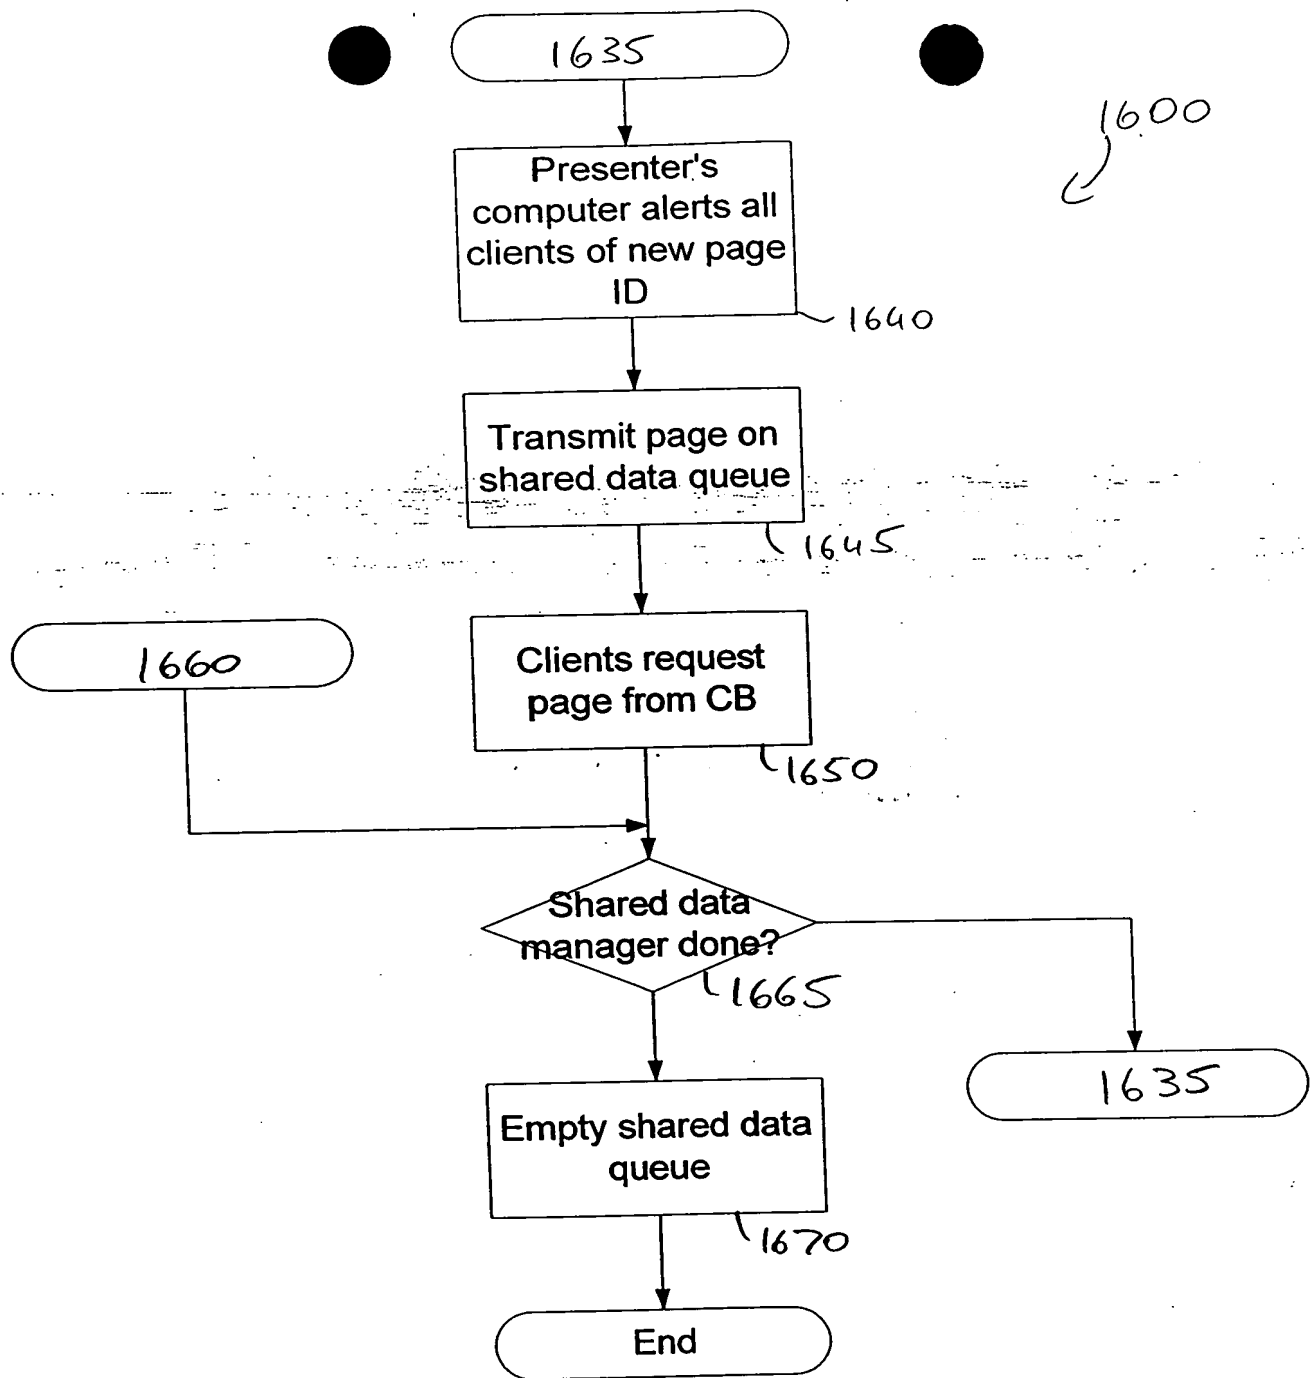 1635
1600
Presenter's
computer alerts all
clients of new page
ID
1640
Transmit page on
shared data queue
1645
1660
Clients request
page from CB
1650
Shared data
manager done?
1665
1635
Empty shared data
queue
1670
End